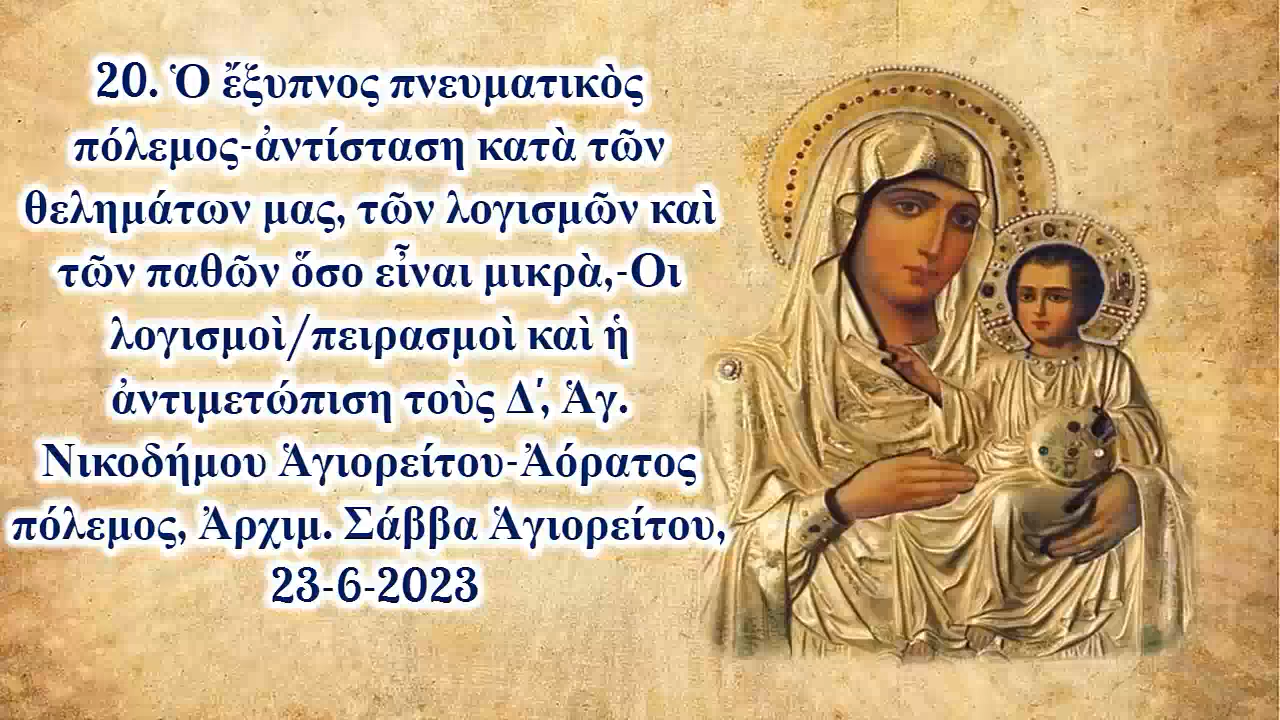 20. Ὁ ἔξυπνος πνευματικὸς
πόλεμος-ἀντίσταση κατὰ τῶν
θελημάτων μας, τῶν λογισμῶν καὶ
τῶν παθῶν ὅσο εἶναι μικρὰ,-Οι
λογισμοὶ/πειρασμοὶ καὶ ἡ
ἀντιμετώπιση τοὺς Δ', Ἁγ.
Νικοδήμου Ἁγιορείτου-Ἀόρατος
πόλεμος, Ἀρχιμ. Σάββα Ἁγιορείτου,
23-6-2023